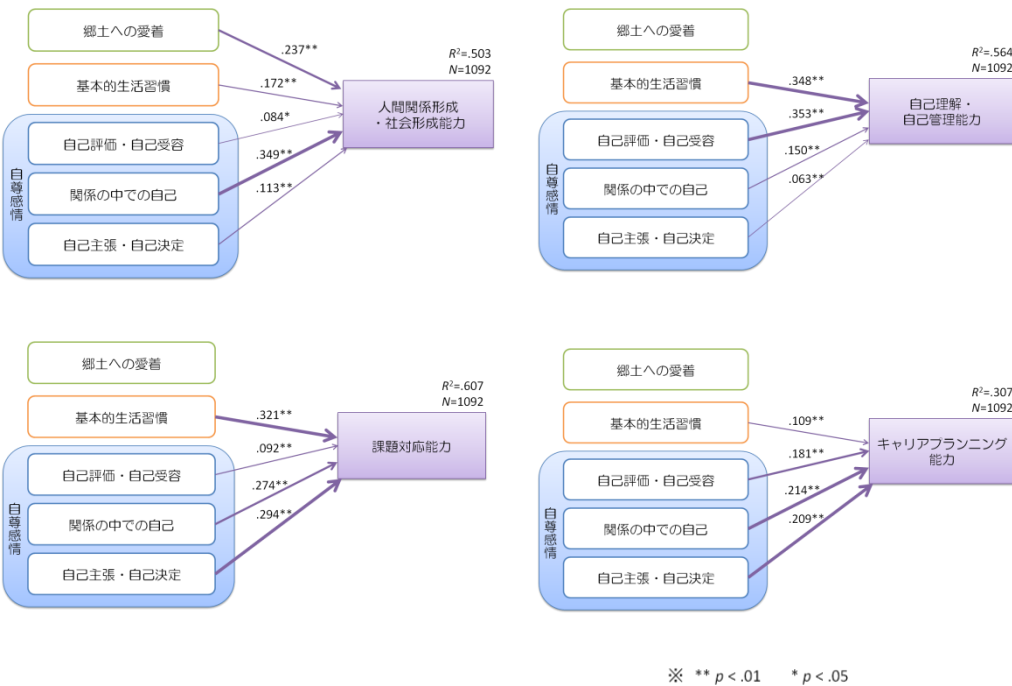 郷土への愛着
基本的生活習慣
自尊感情
自己評価・自己受容
関係の中での自己
自己主張・自己決定
.237**
.172**
.084*
.349**
.113**
R²=.503
N=1092
人間関係形成
・社会形成能力
郷土への愛着
基本的生活習慣
自尊感情
自己評価・自己受容
関係の中での自己
自己主張・自己決定
.348**
.353**
.150**
.063**
R²=.564
N=1092
自己理解・
自己管理能力
郷土への愛着
基本的生活習慣
自尊感情
自己評価・自己受容
関係の中での自己
自己主張・自己決定
.321**
.092**
.274**
.294**
R²=.607
N=1092
課題対応能力
郷土への愛着
基本的生活習慣
自尊感情
自己評価・自己受容
関係の中での自己
自己主張・自己決定
.109**
.181**
.214**
.209**
R²=.307
N=1092
キャリアプランニング
能力
※ ** p < .01 * p < .05